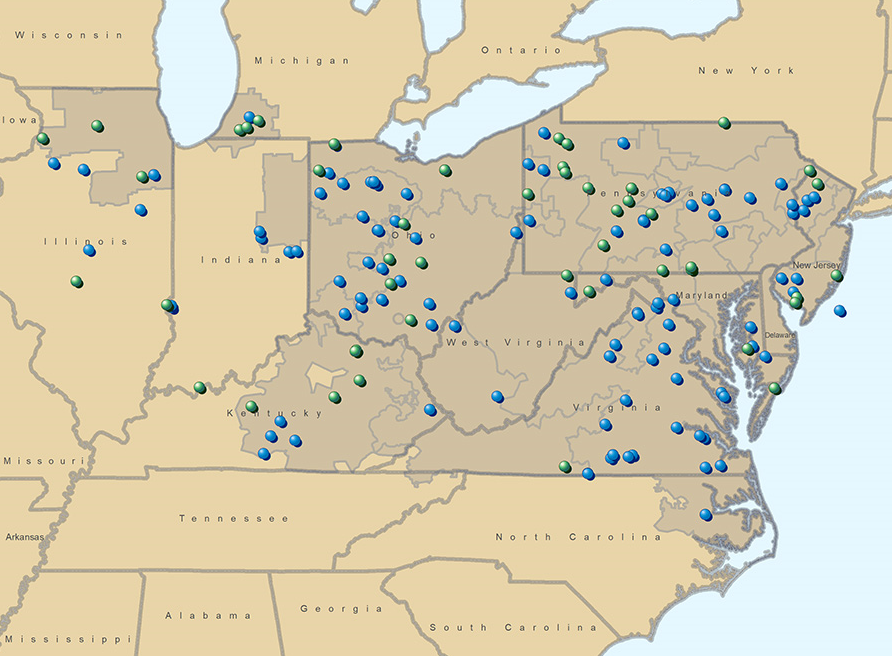 Wisconsin
Michigan
Ontario
New York
Iowa
Pennsylvania
Ohio
Illinois
Indiana
New Jersey
Maryland
Delaware
West Virginia
Virginia
Kentucky
Missouri
Tennessee
North Carolina
Arkansas
Alabama
Georgia
South Carolina
Mississippi